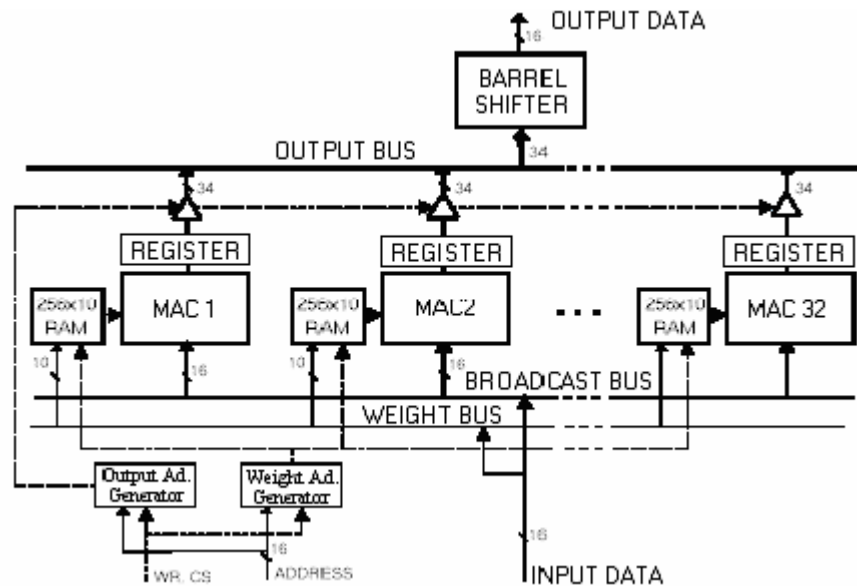 OUTPUT DATA
16
BARREL
SHIFTER
OUTPUT BUS
34
34
34
34
REGISTER
REGISTER
REGISTER
256x10
RAM
MAC 1
256x10
RAM
MAC2
256x10
RAM
MAC 32
10
16
10
16
BROADCAST BUS
WEIGHT BUS
Output Ad.
Generator
Weight Ad.
Generator
16
16
WR, CS
ADDRESS
INPUT DATA